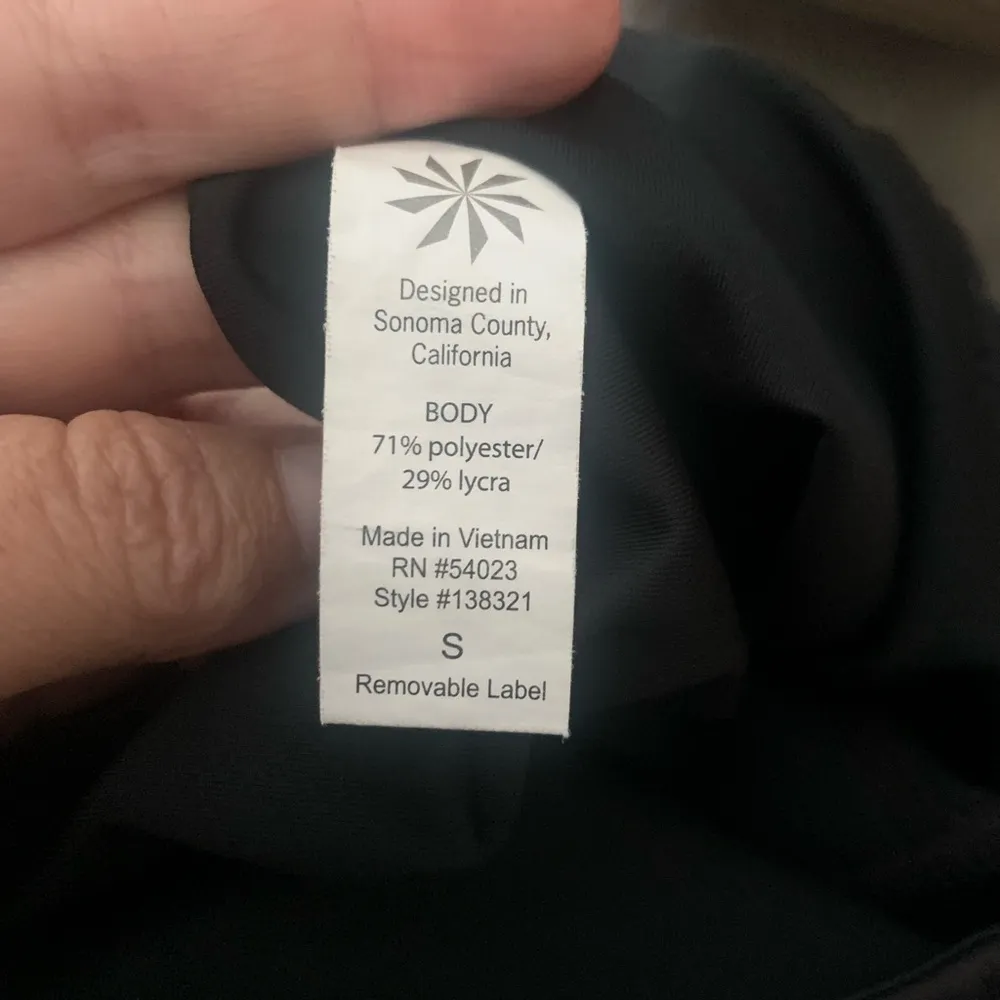 Designed in
Sonoma County,
California
BODY
71% polyester/
29% lycra
Made in Vietnam
RN #54023
Style #138321
S
Removable Label